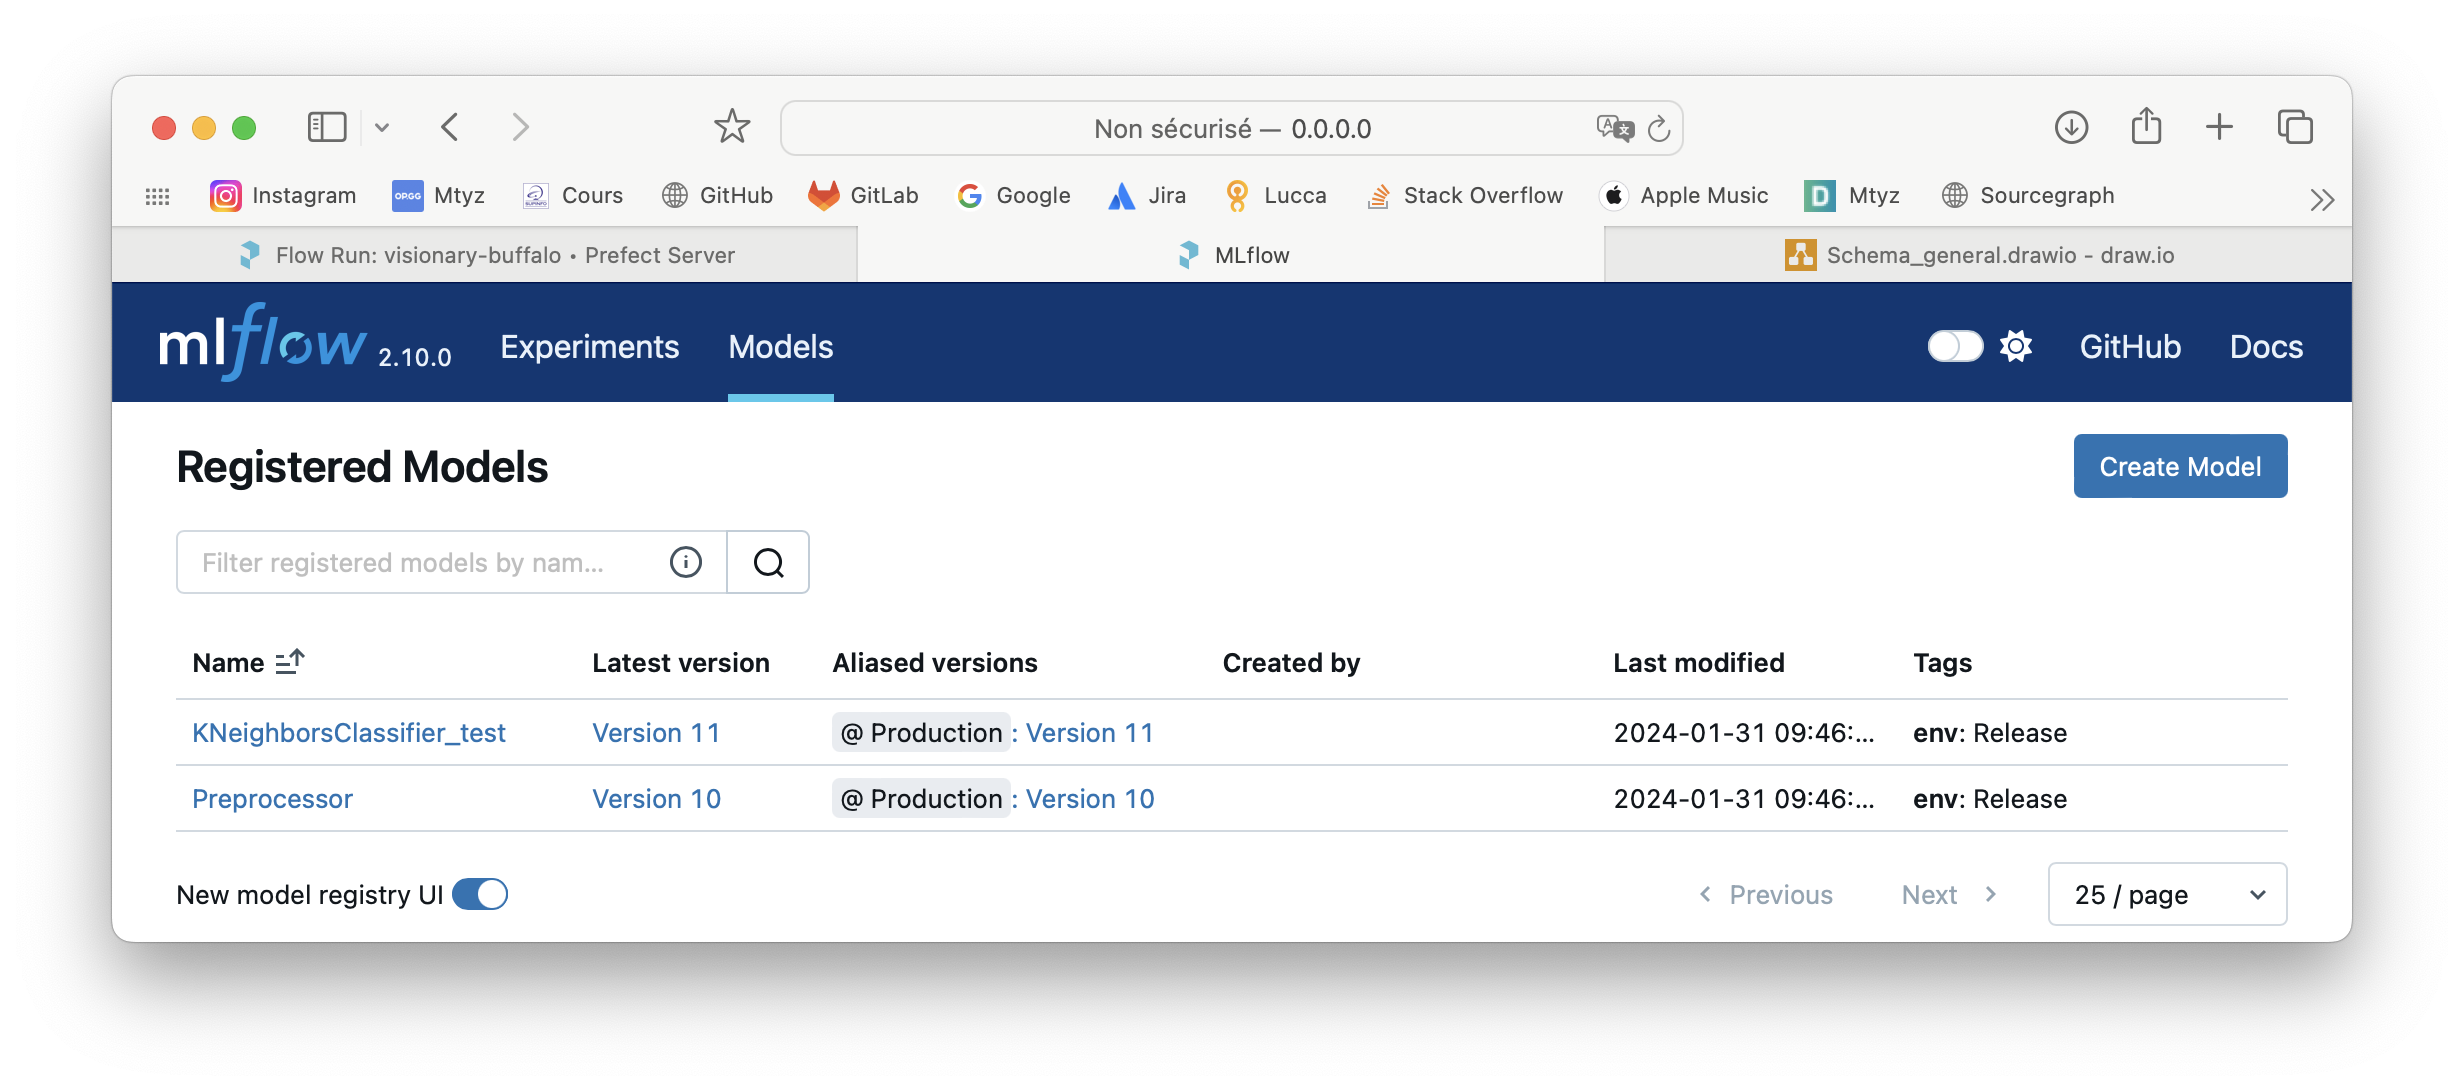 Non sécurisé — 0.0.0.0
Instagram OP.GG Mtyz Cours GitHub GitLab Google Jira Lucca Stack Overflow Apple Music D Mtyz Sourcegraph
Flow Run: visionary-buffalo • Prefect Server MLflow Schema_general.drawio - draw.io
mlflow 2.10.0 Experiments Models GitHub Docs
Registered Models Create Model
Filter registered models by nam...
Name Latest version Aliased versions Created by Last modified Tags
KNeighborsClassifier_test Version 11 @ Production : Version 11 2024-01-31 09:46:... env: Release
Preprocessor Version 10 @ Production : Version 10 2024-01-31 09:46:... env: Release
New model registry UI Previous Next 25 / page